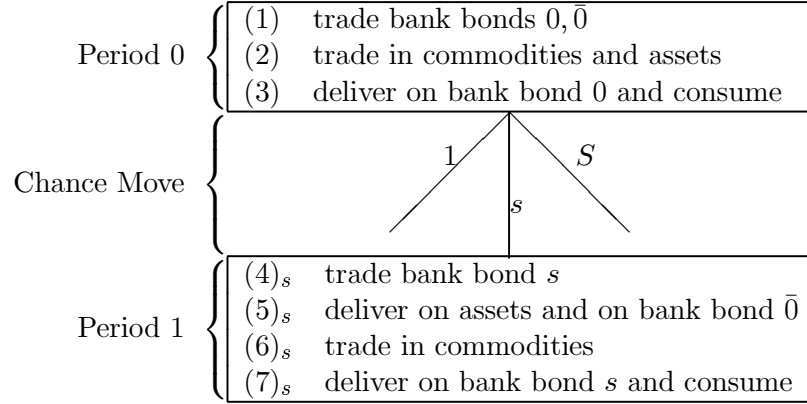 Period 0
(1) trade bank bonds 0, 0̄
(2) trade in commodities and assets
(3) deliver on bank bond 0 and consume
Chance Move
1
s
S
Period 1
(4)ₛ trade bank bond s
(5)ₛ deliver on assets and on bank bond 0̄
(6)ₛ trade in commodities
(7)ₛ deliver on bank bond s and consume